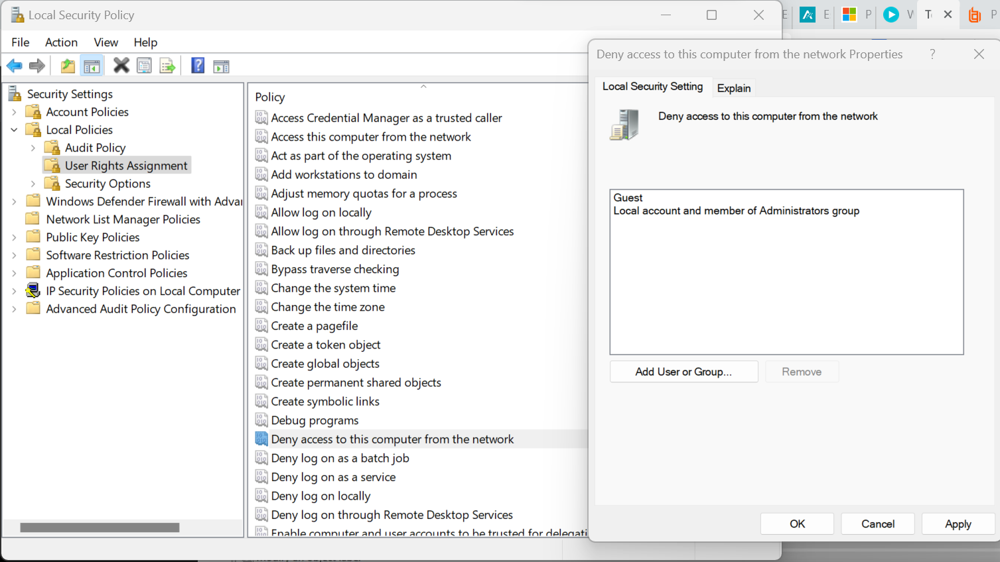 Local Security Policy
File Action View Help
Security Settings
Account Policies
Local Policies
Audit Policy
User Rights Assignment
Security Options
Windows Defender Firewall with Advai
Network List Manager Policies
Public Key Policies
Software Restriction Policies
Application Control Policies
IP Security Policies on Local Computer
Advanced Audit Policy Configuration
Policy
Access Credential Manager as a trusted caller
Access this computer from the network
Act as part of the operating system
Add workstations to domain
Adjust memory quotas for a process
Allow log on locally
Allow log on through Remote Desktop Services
Back up files and directories
Bypass traverse checking
Change the system time
Change the time zone
Create a pagefile
Create a token object
Create global objects
Create permanent shared objects
Create symbolic links
Debug programs
Deny access to this computer from the network
Deny log on as a batch job
Deny log on as a service
Deny log on locally
Deny log on through Remote Desktop Services
Enable computer and user accounts to be trusted for delegati
E E P T P
Deny access to this computer from the network Properties ?
Local Security Setting Explain
Deny access to this computer from the network
Guest
Local account and member of Administrators group
Add User or Group... Remove
OK Cancel Apply